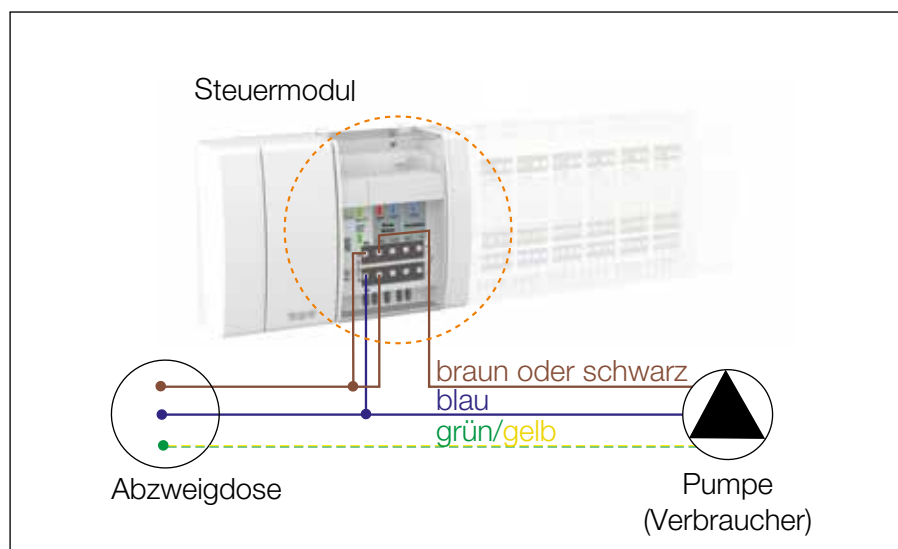 Steuermodul
braun oder schwarz
blau
grün/gelb
Abzweigdose
Pumpe
(Verbraucher)